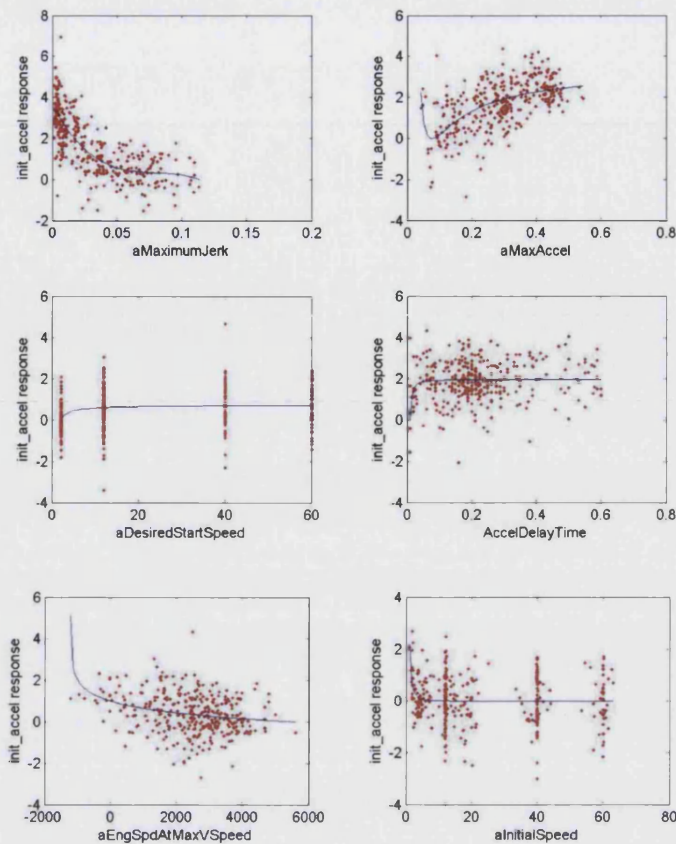 8
6
4
2
0
-2
init_accel response
0 0.05 0.1 0.15 0.2
aMaximumJerk
6
4
2
0
-2
-4
init_accel response
0 0.2 0.4 0.6 0.8
aMaxAccel
6
4
2
0
-2
-4
init_accel response
0 20 40 60
aDesiredStartSpeed
6
4
2
0
-2
-4
init_accel response
0 0.2 0.4 0.6 0.8
AccelDelayTime
6
4
2
0
-2
-4
init_accel response
-2000 0 2000 4000 6000
aEngSpdAtMaxVSpeed
4
2
0
-2
-4
init_accel response
0 20 40 60 80
aInitialSpeed